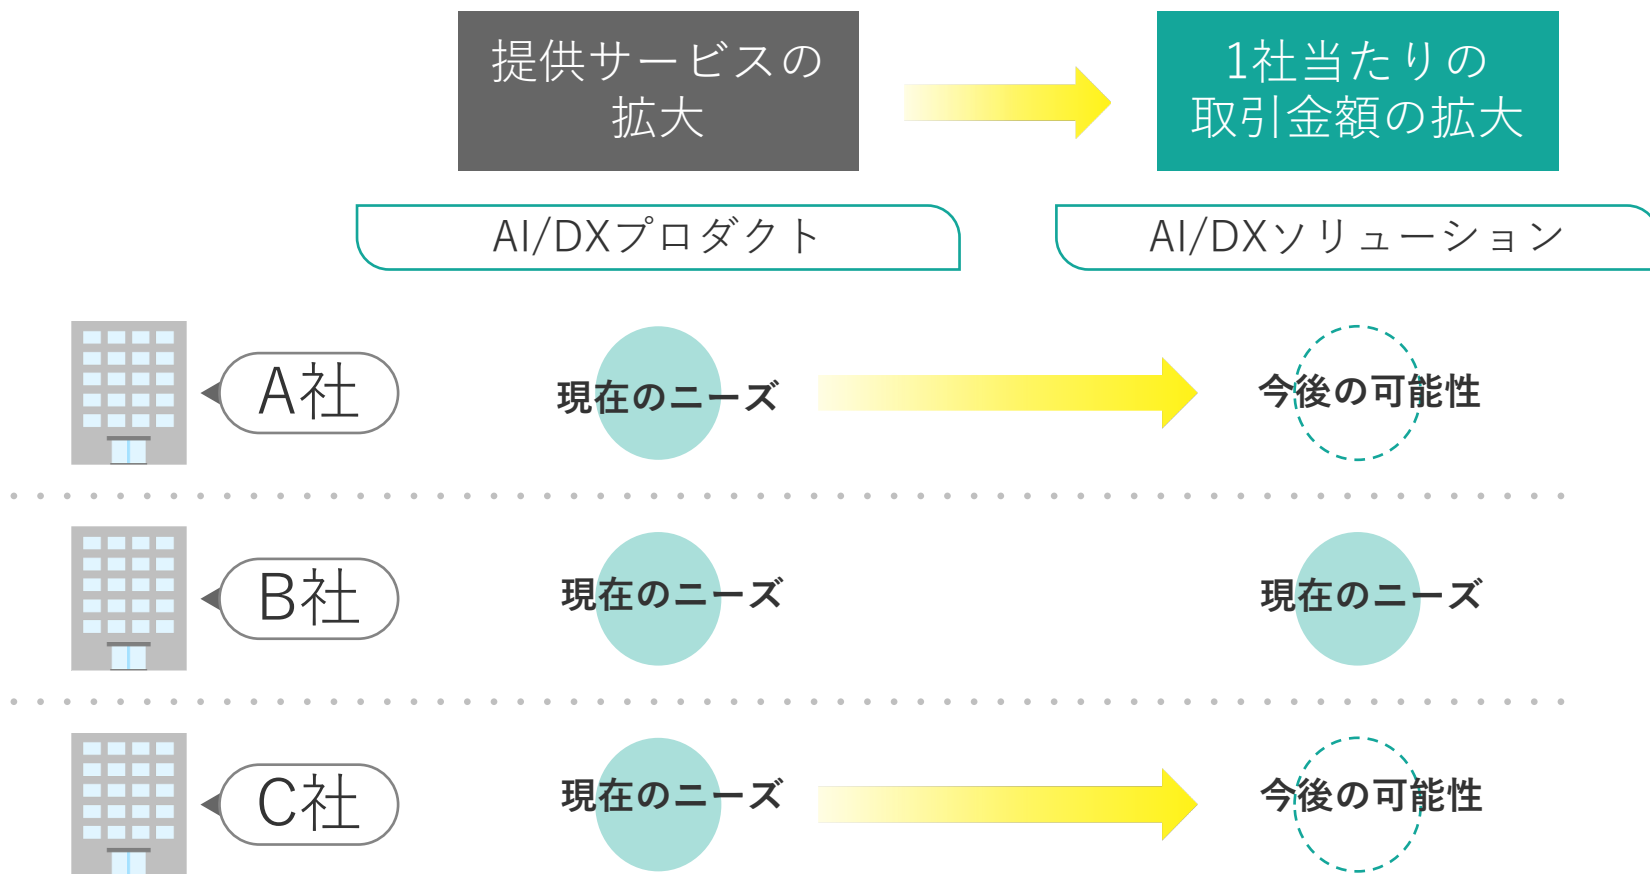 提供サービスの
拡大
1社当たりの
取引金額の拡大
AI/DXプロダクト
AI/DXソリューション
A社
現在のニーズ
今後の可能性
B社
現在のニーズ
現在のニーズ
C社
現在のニーズ
今後の可能性